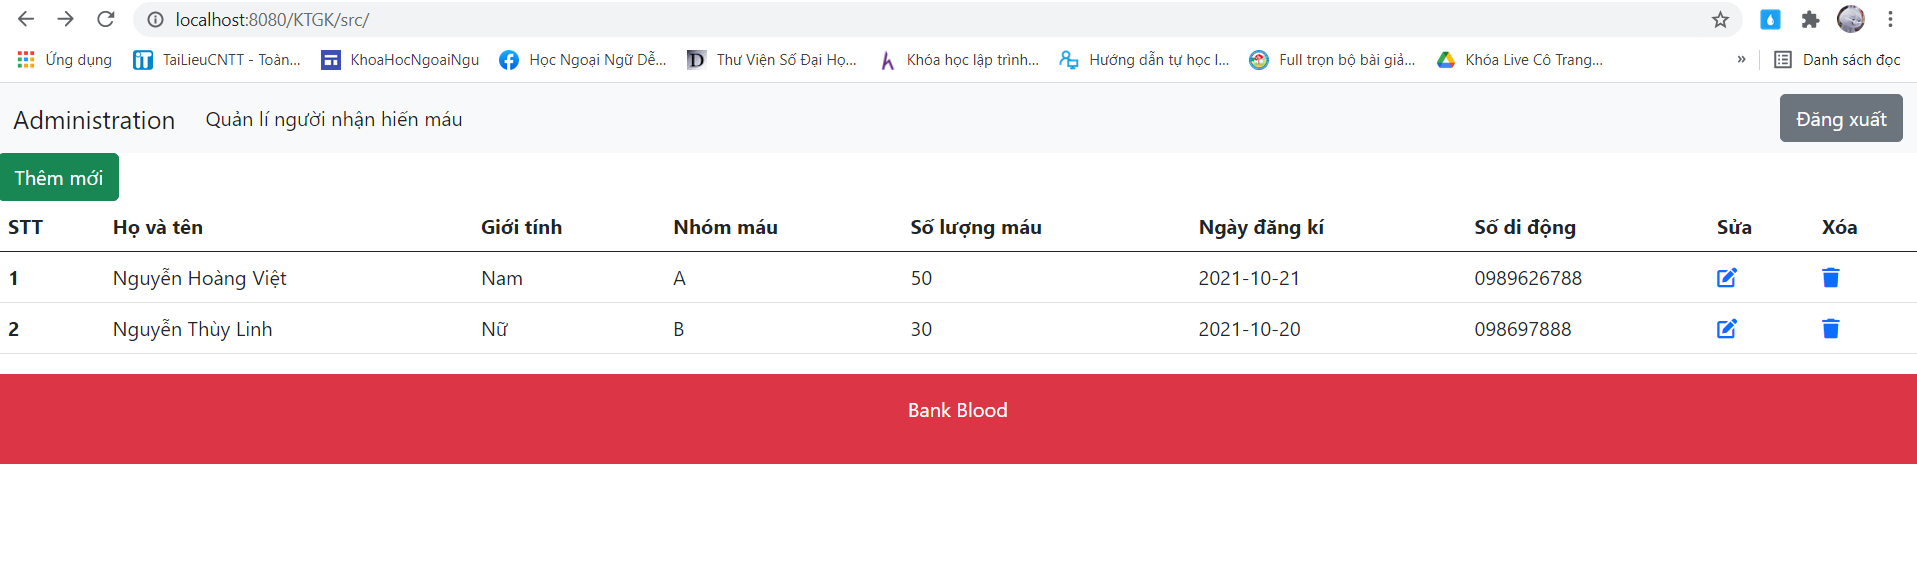 localhost:8080/KTGK/src/
Ứng dụng TaiLieuCNTT - Toàn... KhoaHocNgoaiNgu Học Ngoại Ngữ Dễ... Thư Viện Số Đại Họ... Khóa học lập trình... Hướng dẫn tự học l... Full trọn bộ bài giả... Khóa Live Cô Trang... » Danh sách đọc
Administration Quản lí người nhận hiến máu Đăng xuất
Thêm mới
STT Họ và tên Giới tính Nhóm máu Số lượng máu Ngày đăng kí Số di động Sửa Xóa
1 Nguyễn Hoàng Việt Nam A 50 2021-10-21 0989626788
2 Nguyễn Thùy Linh Nữ B 30 2021-10-20 098697888
Bank Blood